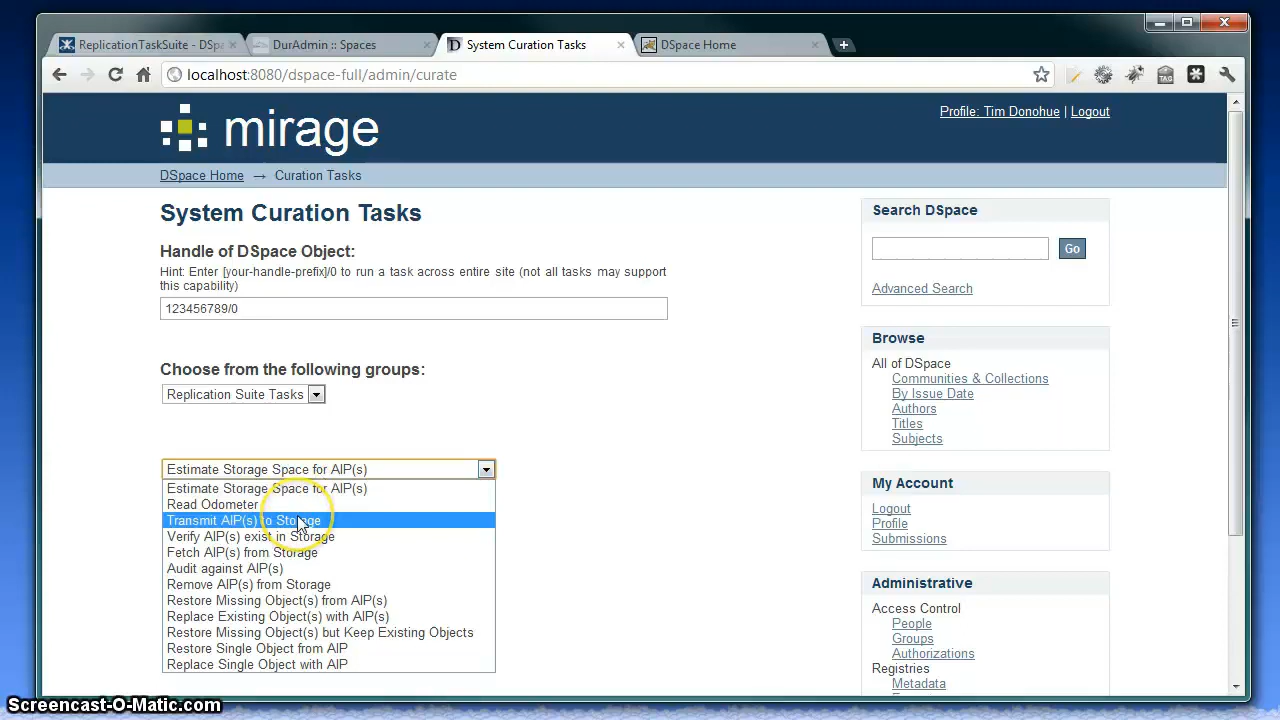 ReplicationTaskSuite - DSpa
DurAdmin :: Spaces
System Curation Tasks
DSpace Home
localhost:8080/dspace-full/admin/curate
mirage
Profile: Tim Donohue | Logout
DSpace Home → Curation Tasks
System Curation Tasks
Handle of DSpace Object:
Hint: Enter [your-handle-prefix]/0 to run a task across entire site (not all tasks may support
this capability)
123456789/0
Choose from the following groups:
Replication Suite Tasks
Estimate Storage Space for AIP(s)
Estimate Storage Space for AIP(s)
Read Odometer
Transmit AIP(s) to Storage
Verify AIP(s) exist in Storage
Fetch AIP(s) from Storage
Audit against AIP(s)
Remove AIP(s) from Storage
Restore Missing Object(s) from AIP(s)
Replace Existing Object(s) with AIP(s)
Restore Missing Object(s) but Keep Existing Objects
Restore Single Object from AIP
Replace Single Object with AIP
Search DSpace
Go
Advanced Search
Browse
All of DSpace
Communities & Collections
By Issue Date
Authors
Titles
Subjects
My Account
Logout
Profile
Submissions
Administrative
Access Control
People
Groups
Authorizations
Registries
Metadata
Screencast-O-Matic.com